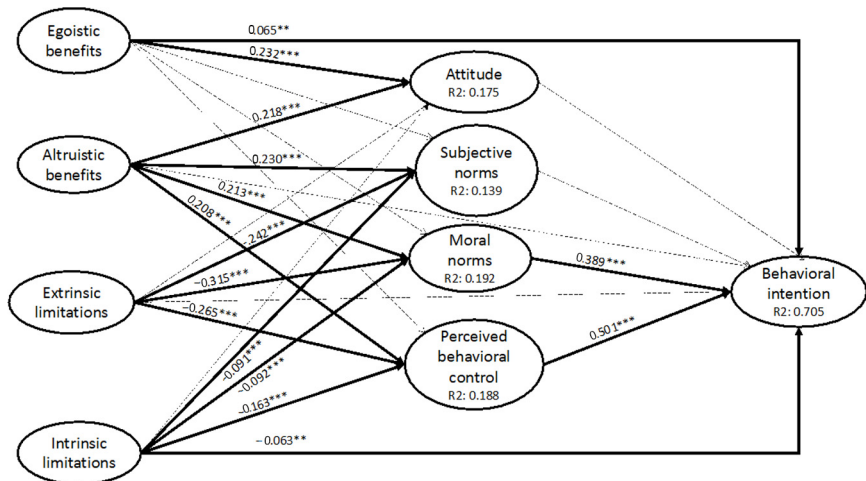 Egoistic
benefits
0.065**
0.232***
Attitude
R2: 0.175
0.218***
Altruistic
benefits
0.230***
Subjective
norms
R2: 0.139
0.213***
0.208***
-.242***
Moral
norms
R2: 0.192
0.389***
Extrinsic
limitations
−0.315***
−0.265***
Behavioral
intention
R2: 0.705
Perceived
behavioral
control
R2: 0.188
0.501***
−0.091***
−0.092***
−0.163***
Intrinsic
limitations
−0.063**